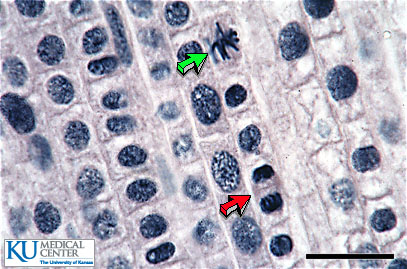 KU MEDICAL
CENTER
The University of Kansas